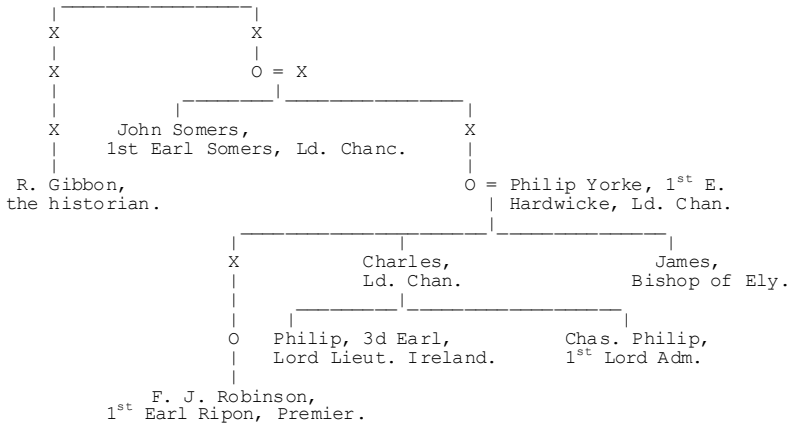 X X
X O = X
X John Somers, X
1st Earl Somers, Ld. Chanc.
R. Gibbon, O = Philip Yorke, 1st E.
the historian. Hardwicke, Ld. Chan.
X Charles, James,
Ld. Chan. Bishop of Ely.
O Philip, 3d Earl, Chas. Philip,
Lord Lieut. Ireland. 1st Lord Adm.
F. J. Robinson,
1st Earl Ripon, Premier.